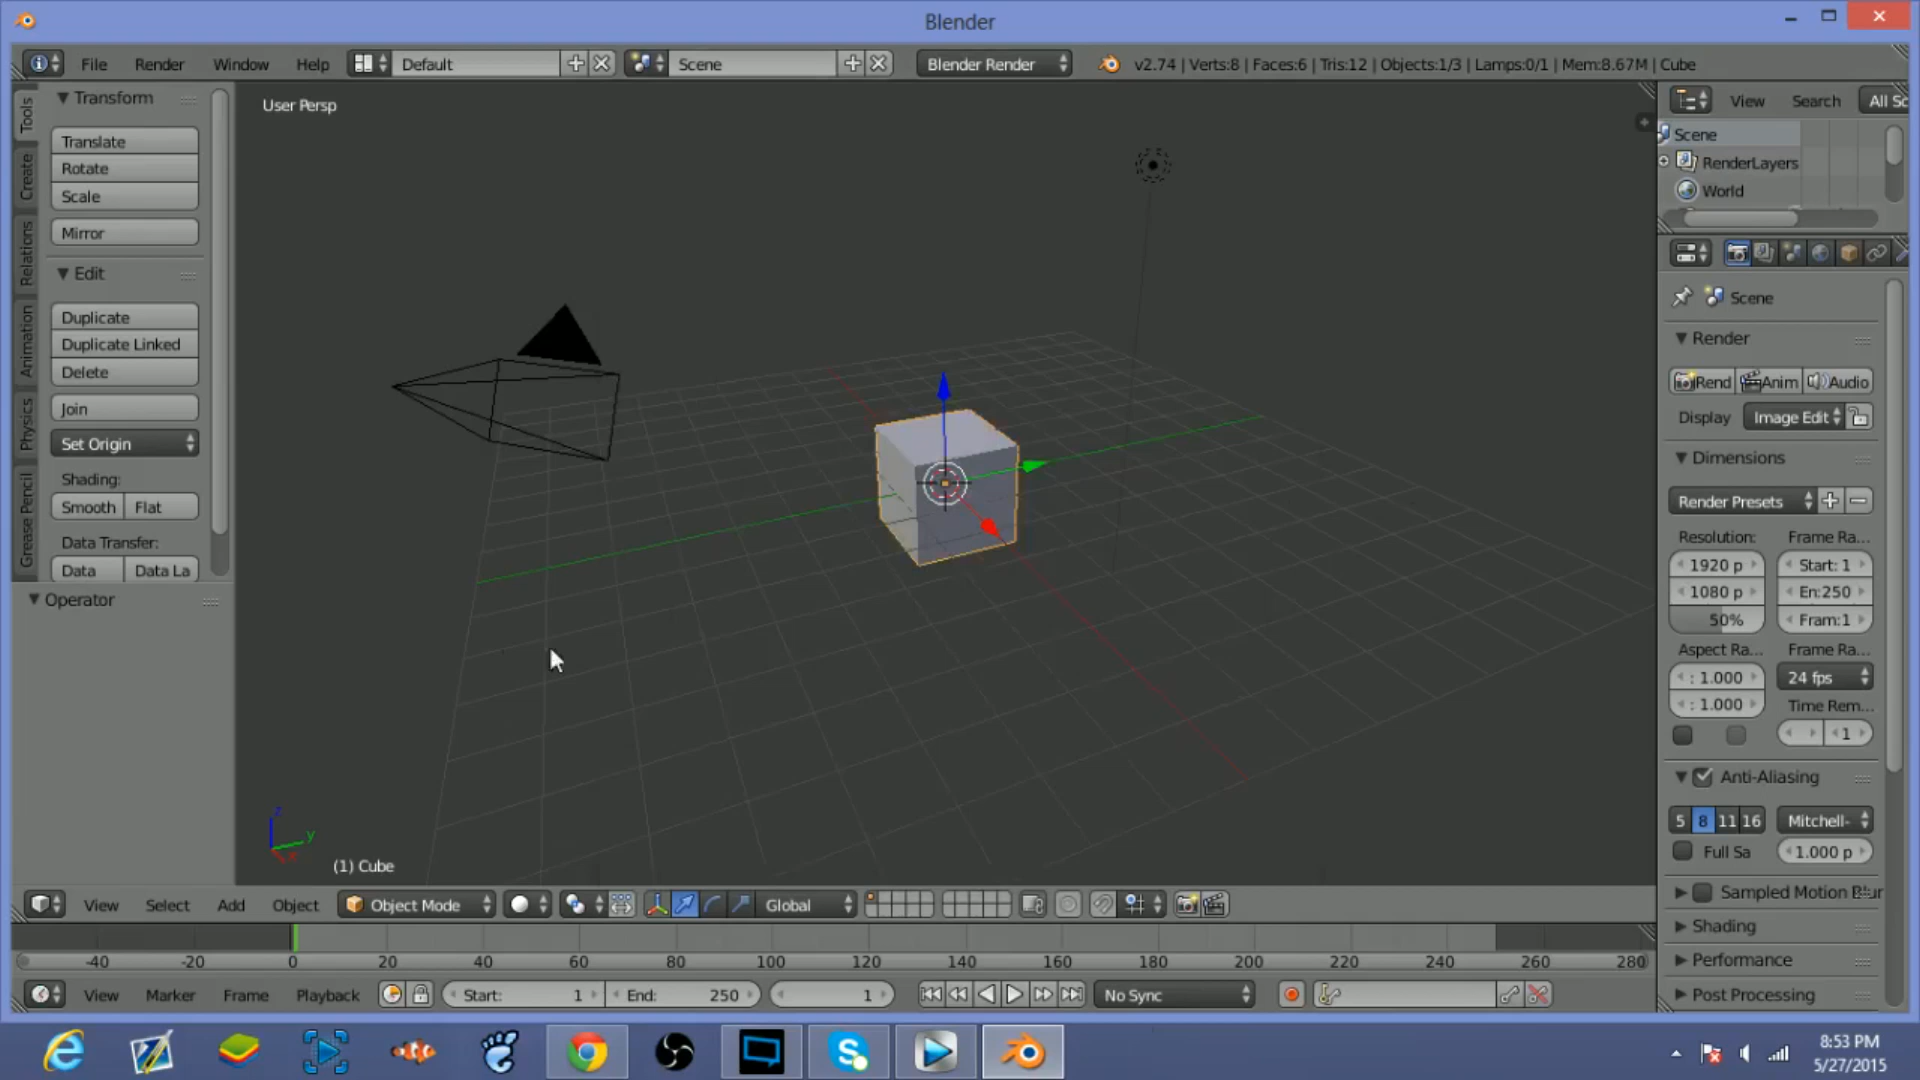 Blender
File Render Window Help Default Scene Blender Render v2.74 | Verts:8 | Faces:6 | Tris:12 | Objects:1/3 | Lamps:0/1 | Mem:8.67M | Cube
Tools
Create
Relations
Animation
Physics
Grease Pencil
Transform
Translate
Rotate
Scale
Mirror
Edit
Duplicate
Duplicate Linked
Delete
Join
Set Origin
Shading:
Smooth Flat
Data Transfer:
Data Data La
Operator
User Persp
z
y
x
(1) Cube
View Search All Sc
Scene
RenderLayers
World
Scene
Render
Rend Anim Audio
Display Image Edit
Dimensions
Render Presets
Resolution: Frame Ra...
1920 p Start: 1
1080 p En:250
50% Fram:1
Aspect Ra... Frame Ra...
: 1.000 24 fps
: 1.000 Time Rem...
1
Anti-Aliasing
5 8 11 16 Mitchell-
Full Sa 1.000 p
Sampled Motion Blur
Shading
Performance
Post Processing
View Select Add Object Object Mode Global
-40 -20 0 20 40 60 80 100 120 140 160 180 200 220 240 260 280
View Marker Frame Playback Start: 1 End: 250 1 No Sync
8:53 PM
5/27/2015